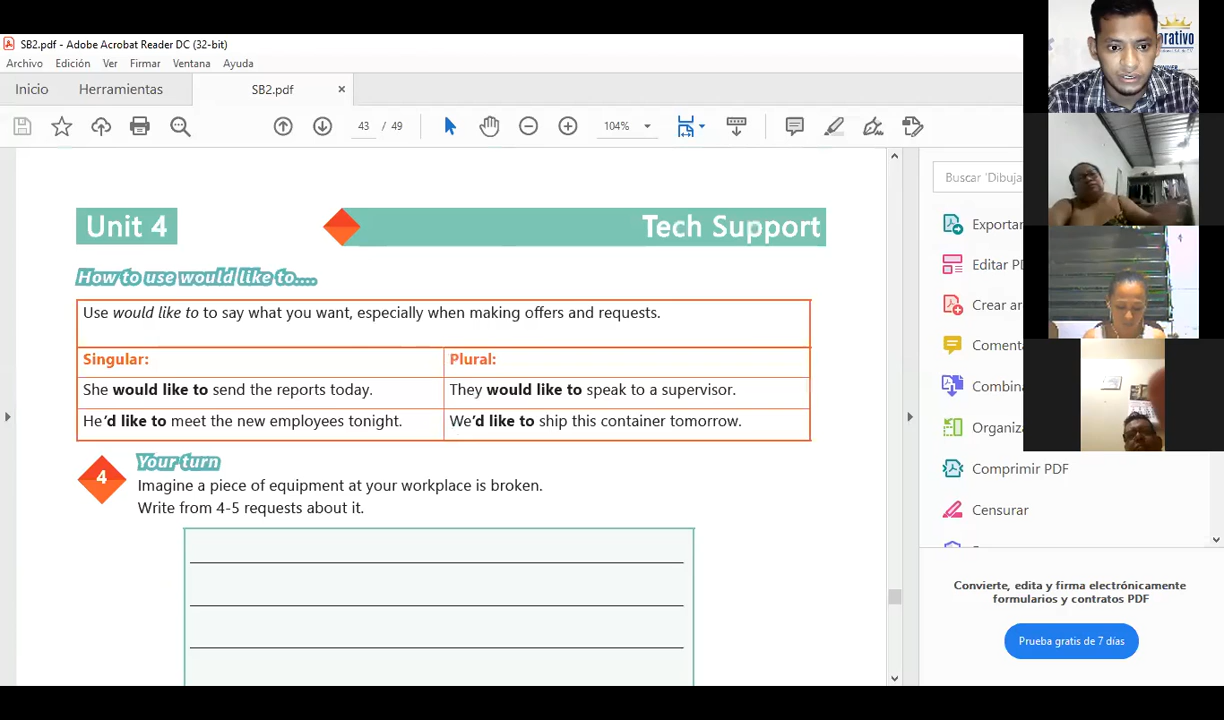 SB2.pdf - Adobe Acrobat Reader DC (32-bit)
Archivo Edición Ver Firmar Ventana Ayuda
Inicio Herramientas SB2.pdf ×
43 / 49 104%
Unit 4 Tech Support
How to use would like to....
Use would like to to say what you want, especially when making offers and requests.
Singular: Plural:
She would like to send the reports today. They would like to speak to a supervisor.
He'd like to meet the new employees tonight. We'd like to ship this container tomorrow.
4 Your turn
Imagine a piece of equipment at your workplace is broken.
Write from 4-5 requests about it.
Buscar 'Dibuja
Exportar
Editar PD
Crear ar
Comenta
Combina
Organiza
Comprimir PDF
Censurar
Convierte, edita y firma electrónicamente
formularios y contratos PDF
Prueba gratis de 7 días
orativo